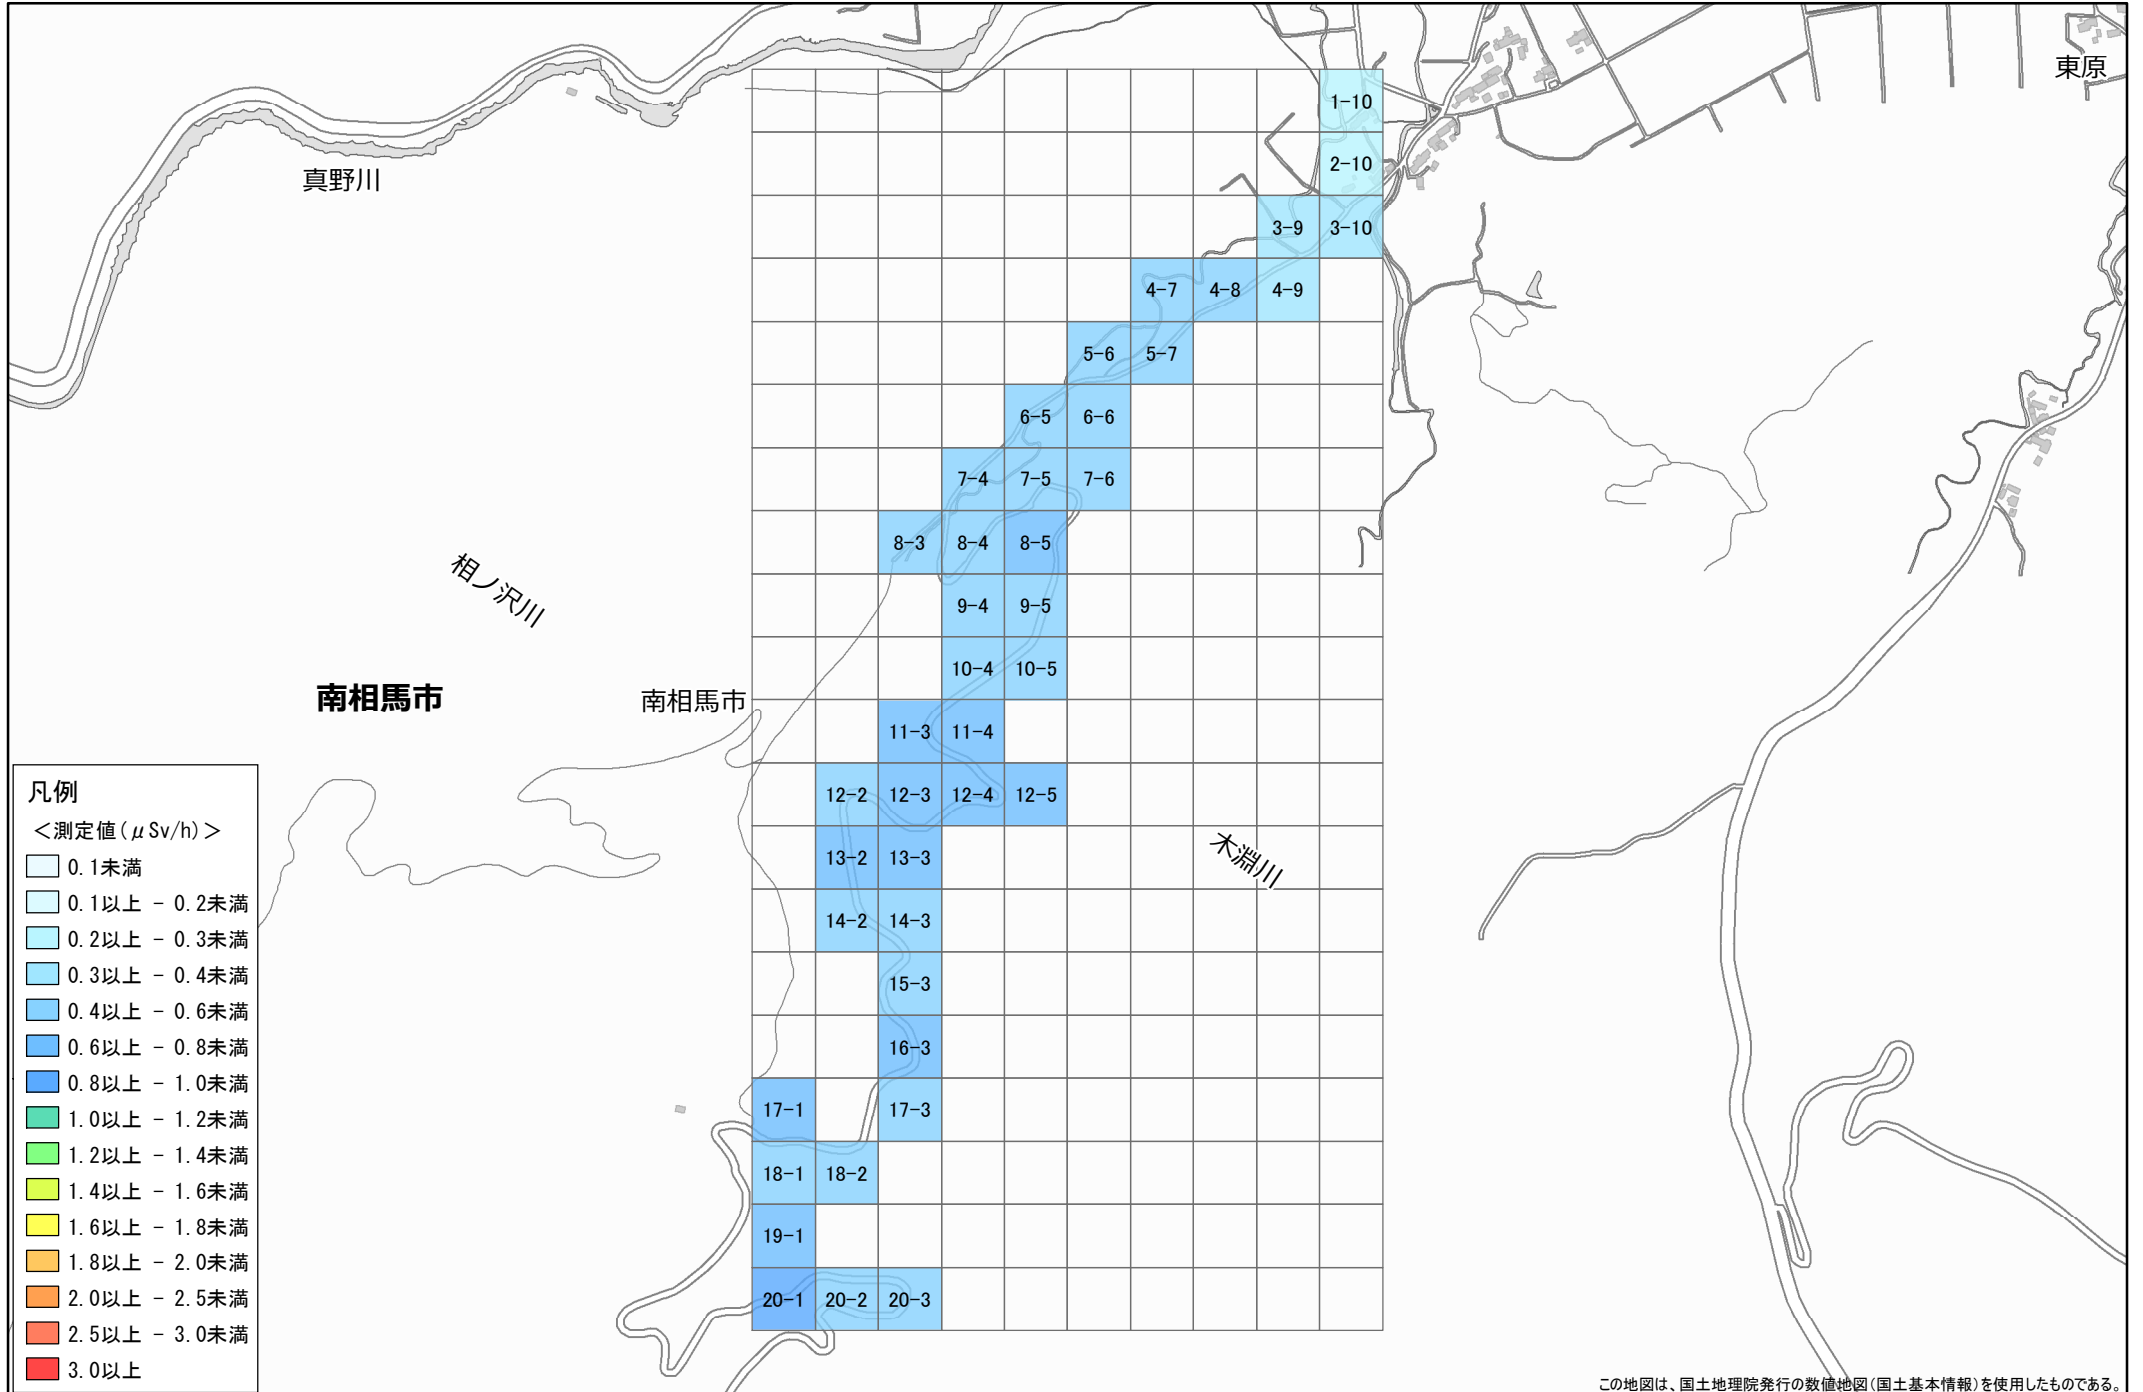 東原
真野川
1-10
2-10
3-9 3-10
4-7 4-8 4-9
5-6 5-7
6-5 6-6
7-4 7-5 7-6
8-3 8-4 8-5
相ノ沢川
9-4 9-5
10-4 10-5
南相馬市
南相馬市
11-3 11-4
12-2 12-3 12-4 12-5
木淵川
13-2 13-3
14-2 14-3
15-3
16-3
17-1 17-3
18-1 18-2
19-1
20-1 20-2 20-3
凡例
＜測定値(μSv/h)＞
0.1未満
0.1以上 － 0.2未満
0.2以上 － 0.3未満
0.3以上 － 0.4未満
0.4以上 － 0.6未満
0.6以上 － 0.8未満
0.8以上 － 1.0未満
1.0以上 － 1.2未満
1.2以上 － 1.4未満
1.4以上 － 1.6未満
1.6以上 － 1.8未満
1.8以上 － 2.0未満
2.0以上 － 2.5未満
2.5以上 － 3.0未満
3.0以上
この地図は、国土地理院発行の数値地図(国土基本情報)を使用したものである。